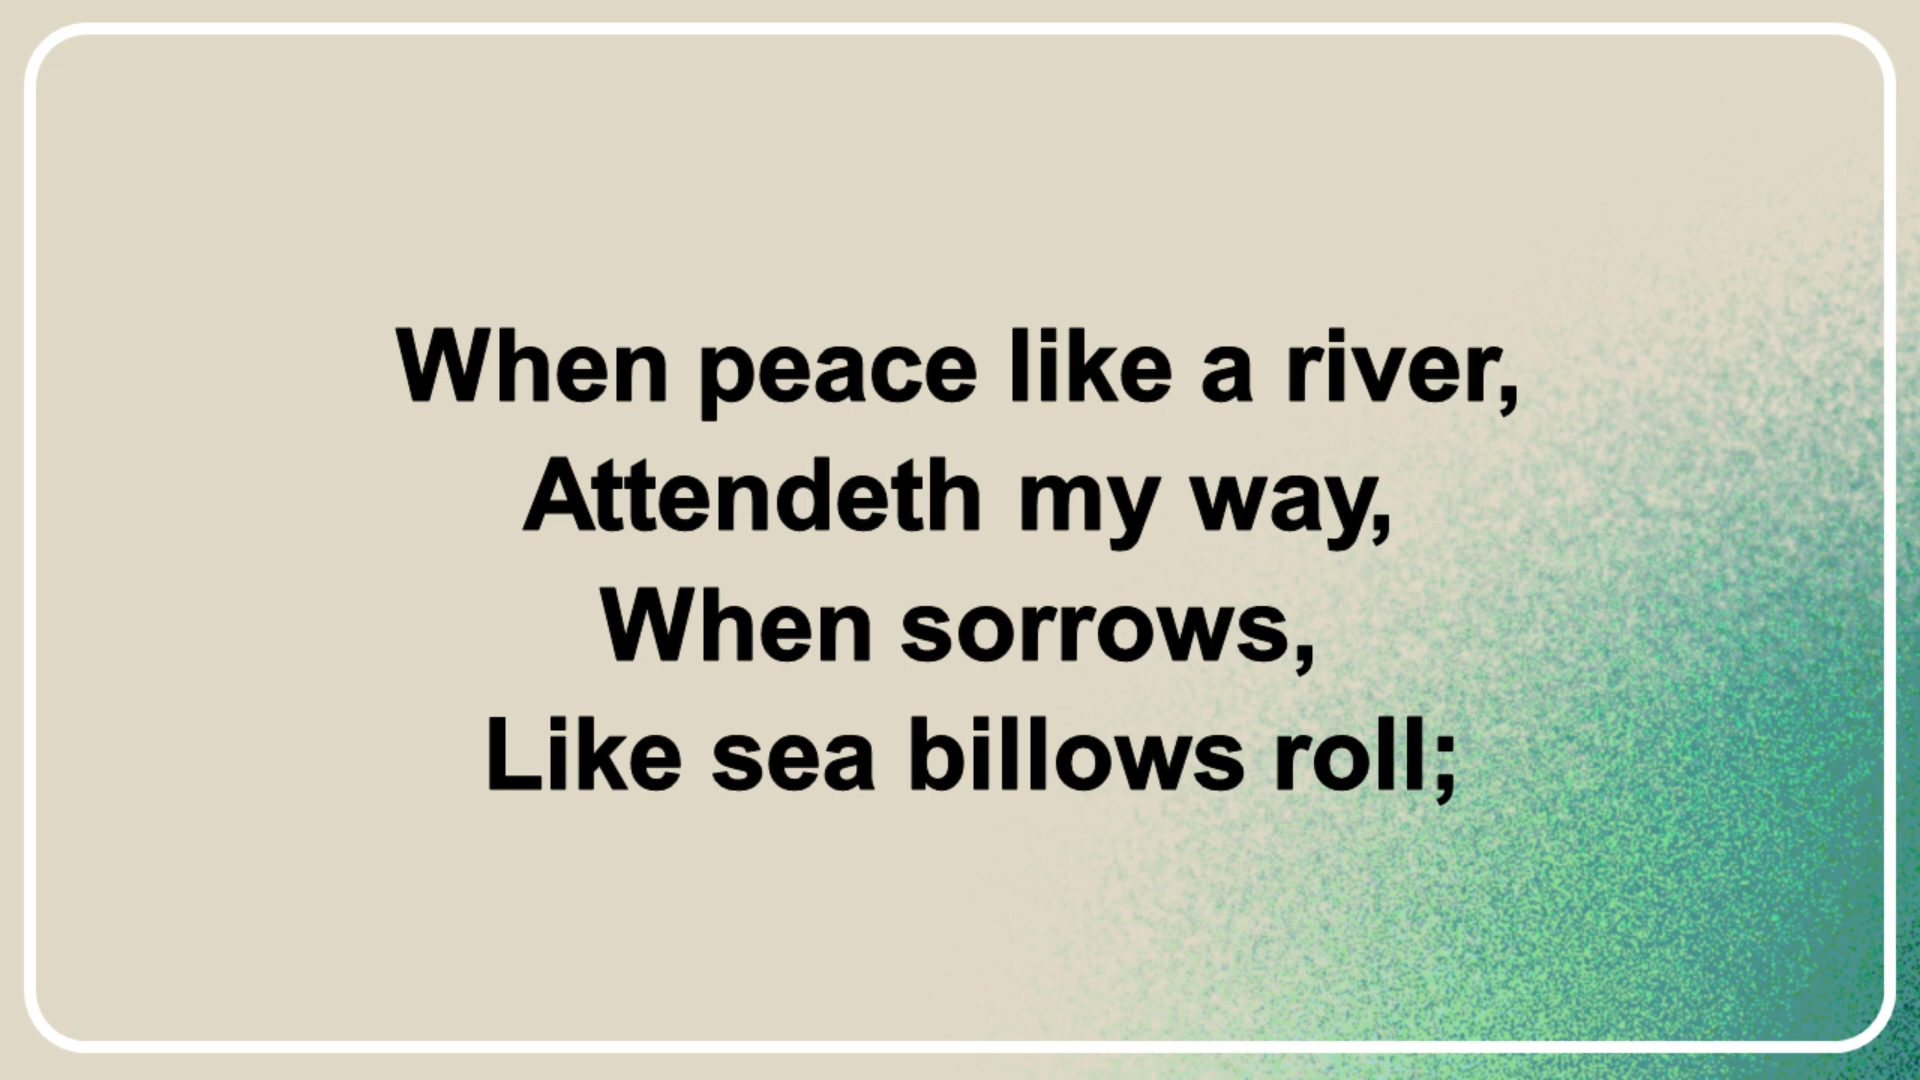 When peace like a river,
Attendeth my way,
When sorrows,
Like sea billows roll;